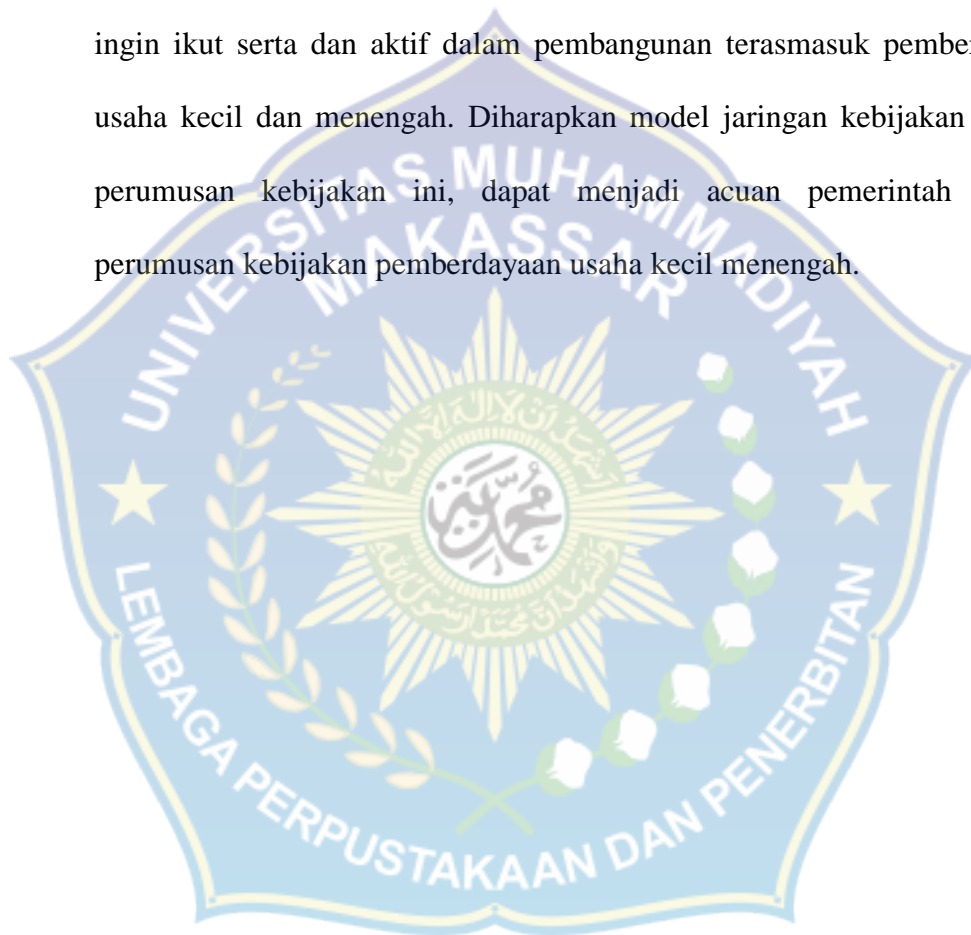 ingin ikut serta dan aktif dalam pembangunan terasmasuk
usaha kecil dan menengah. Diharapkan model jaringan kebijakan
perumusan kebijakan ini, dapat menjadi acuan pemerintah
perumusan kebijakan pemberdayaan usaha kecil menengah.
UNIVERSITAS MUHAMMADIYAH
MAKASSAR
LEMBAGA PERPUSTAKAAN DAN PENERBITAN